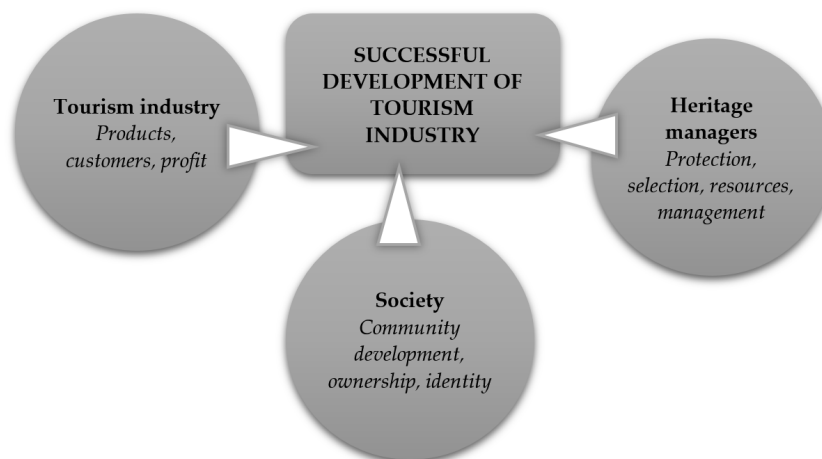 SUCCESSFUL
DEVELOPMENT OF
TOURISM
INDUSTRY
Tourism industry
Products,
customers, profit
Heritage
managers
Protection,
selection, resources,
management
Society
Community
development,
ownership, identity